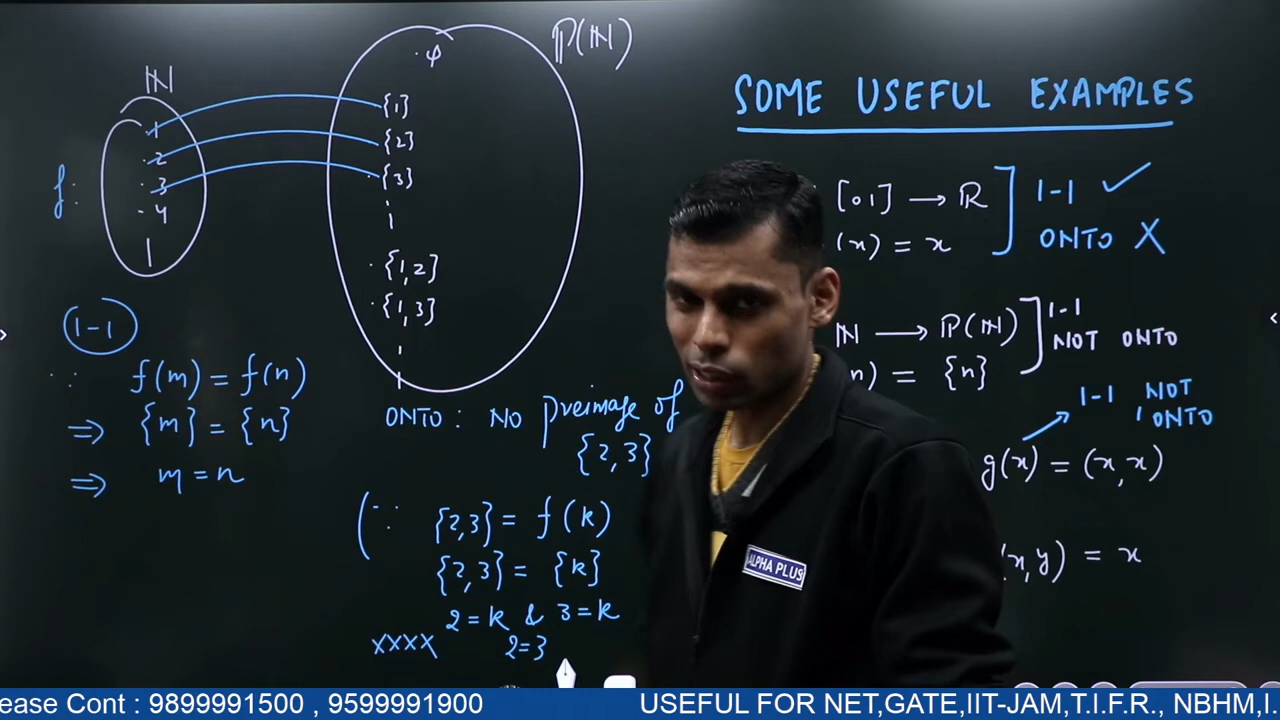 ℕ
1
2
3
4
f:
ℙ(ℕ)
φ
{1}
{2}
{3}
{1,2}
{1,3}
1-1
∵ f(m) = f(n)
⇒ {m} = {n}
⇒ m = n
ONTO : NO preimage of
{2,3}
(∵ {2,3} = f(k)
{2,3} = {k}
2 = k & 3 = k
xxxx 2=3
SOME USEFUL EXAMPLES
[0 1] → ℝ
(x) = x
1-1 ✓
ONTO X
ℕ → ℙ(ℕ)
n) = {n}
1-1
NOT ONTO
1-1 NOT
ONTO
g(x) = (x,x)
(x,y) = x
ALPHA PLUS
ease Cont : 9899991500 , 9599991900 USEFUL FOR NET,GATE,IIT-JAM,T.I.F.R., NBHM,I.